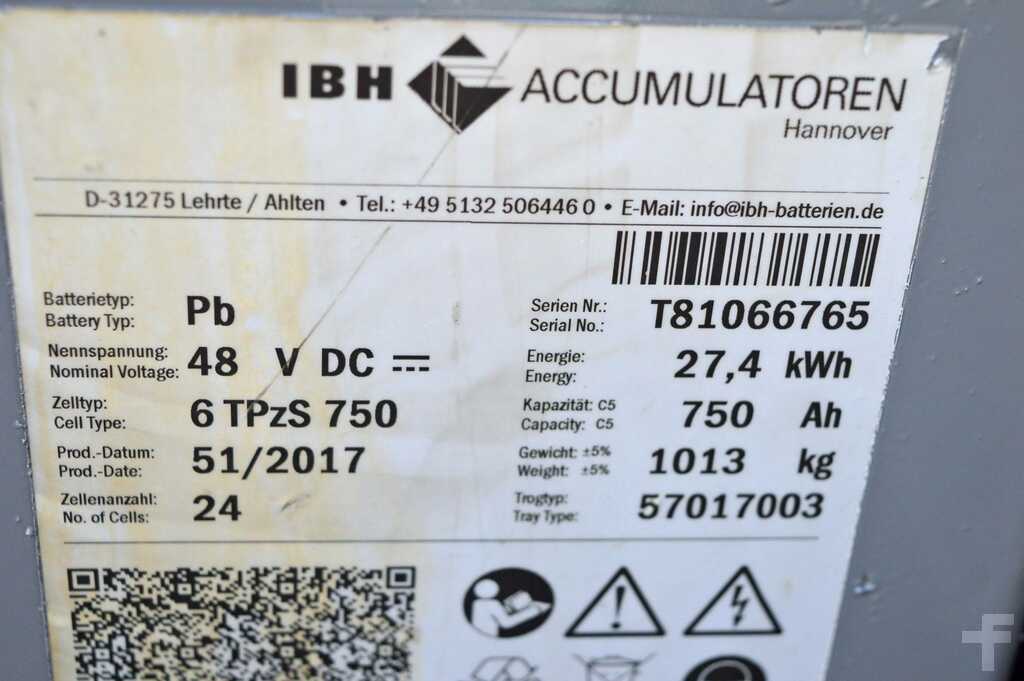 IBH ACCUMULATOREN
Hannover
D-31275 Lehrte / Ahlten • Tel.: +49 5132 506446 0 • E-Mail: info@ibh-batterien.de
Batterietyp:
Battery Typ: Pb
Serien Nr.:
Serial No.: T81066765
Nennspannung:
Nominal Voltage: 48 V DC
Energie:
Energy: 27,4 kWh
Zelltyp:
Cell Type: 6 TPzS 750
Kapazität: C5
Capacity: C5 750 Ah
Prod.-Datum:
Prod.-Date: 51/2017
Gewicht: ±5%
Weight: ±5% 1013 kg
Zellenanzahl:
No. of Cells: 24
Trogtyp:
Tray Type: 57017003